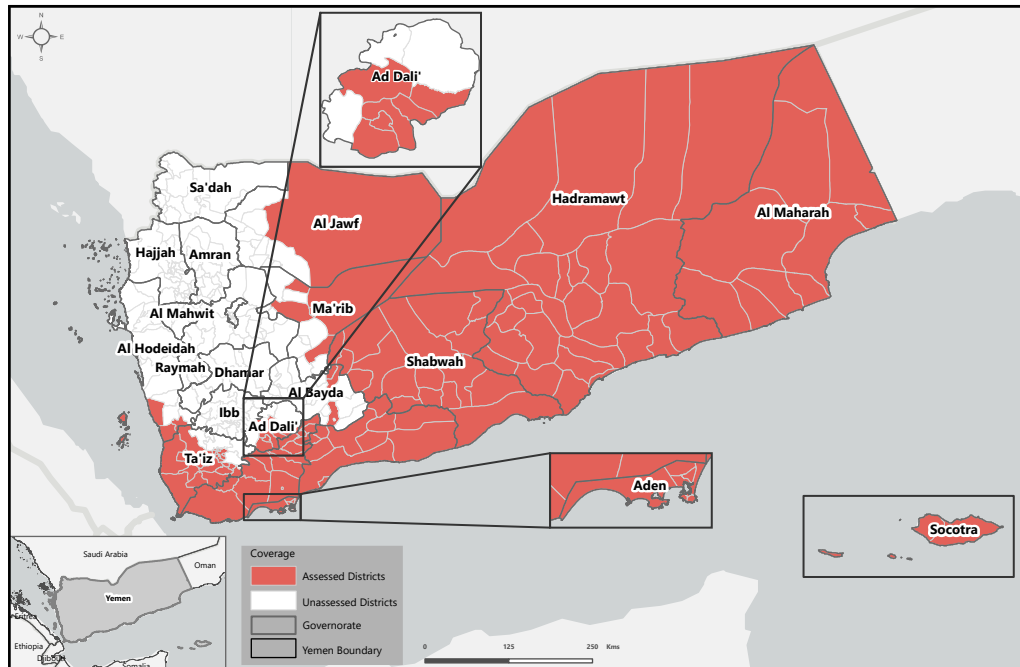 N
W E
S
Ad Dali'
Sa'dah
Hadramawt
Al Maharah
Al Jawf
Hajjah
Amran
Ma'rib
Al Mahwit
Al Hodeidah
Raymah
Dhamar
Shabwah
Al Bayda
Ibb
Ad Dali'
Ta'iz
Aden
Socotra
Saudi Arabia
Oman
Yemen
Eritrea
Ethiopia
Djibouti
Somalia
Coverage
Assessed Districts
Unassessed Districts
Governorate
Yemen Boundary
0 125 250 Kms